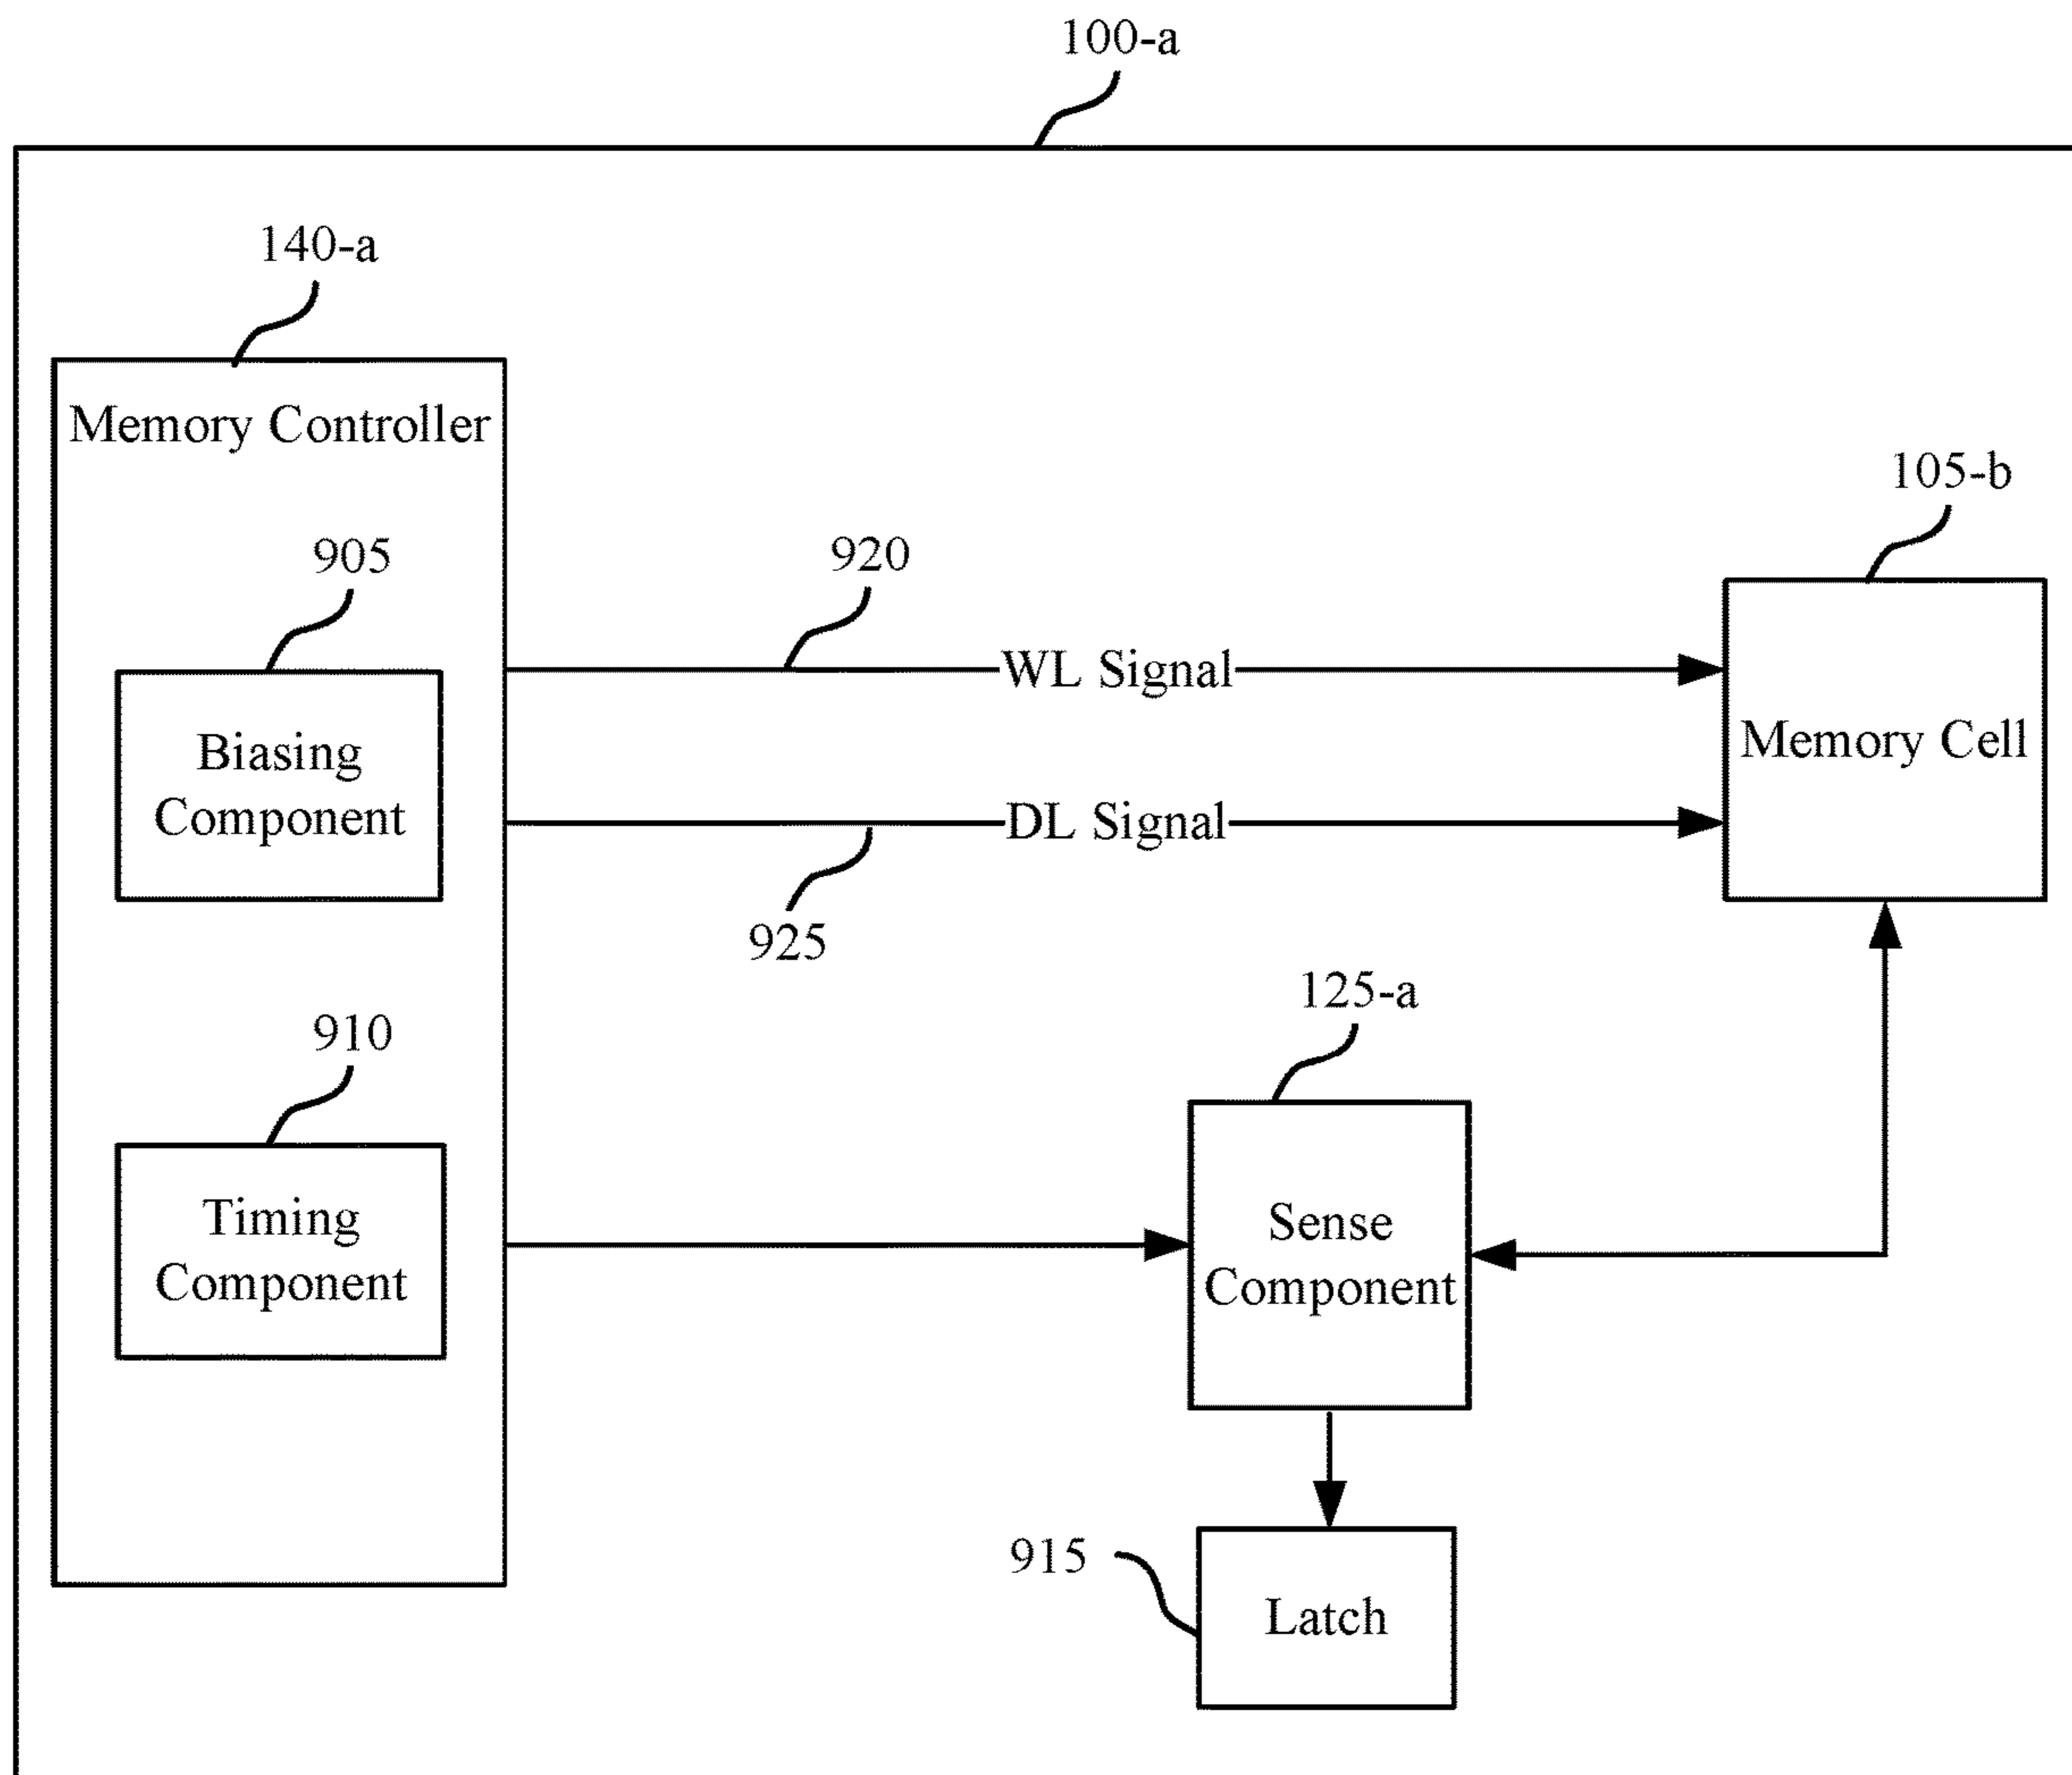 100-a
140-a
Memory Controller
105-b
905
920
WL Signal
Biasing
Component
Memory Cell
DL Signal
925
125-a
910
Timing
Component
Sense
Component
915
Latch